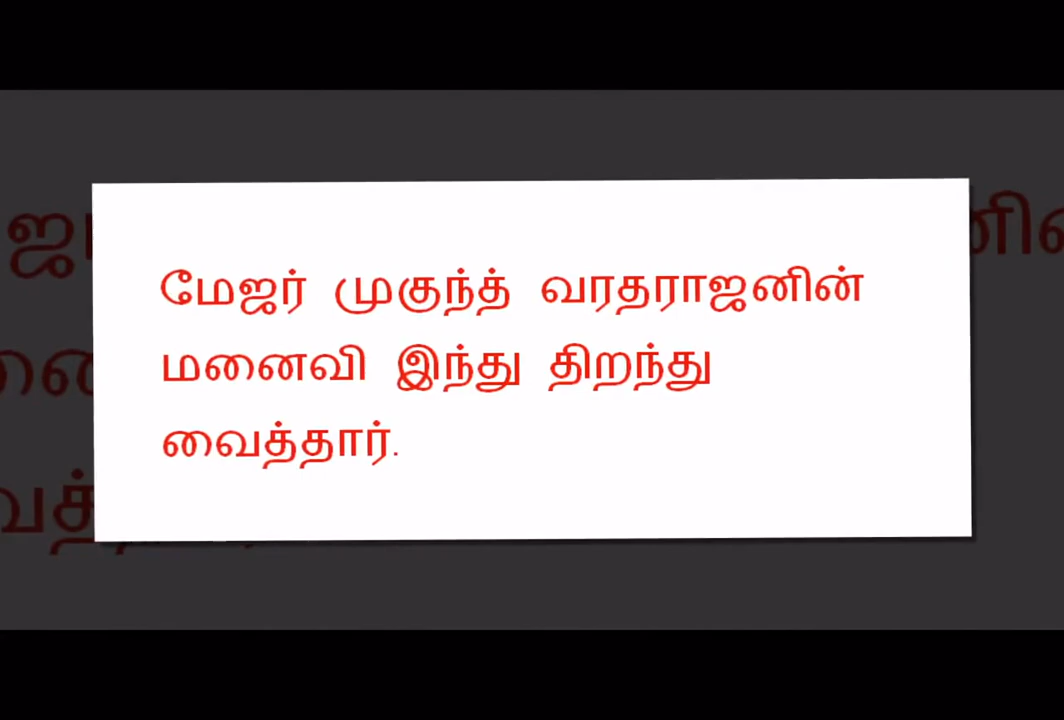 மேஜர் முகுந்த் வரதராஜனின்
மனைவி இந்து திறந்து
வைத்தார்.